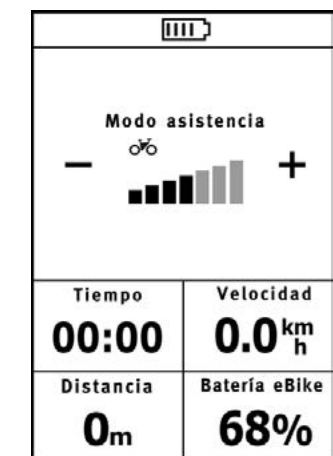 Modo asistencia
− +
Tiempo Velocidad
00:00 0.0 km/h
Distancia Batería eBike
0m 68%